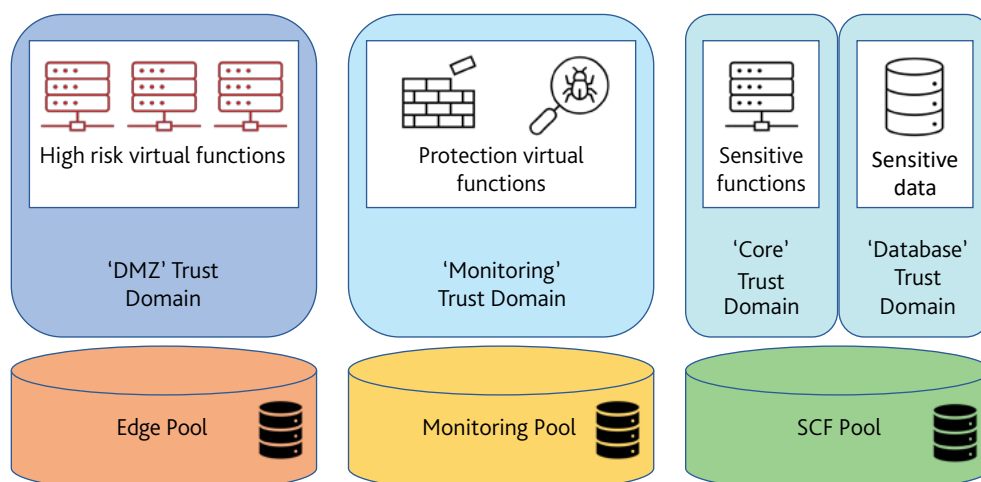 High risk virtual functions
Protection virtual
functions
Sensitive
functions
Sensitive
data
‘DMZ’ Trust
Domain
‘Monitoring’
Trust Domain
‘Core’
Trust
Domain
‘Database’
Trust
Domain
Edge Pool
Monitoring Pool
SCF Pool